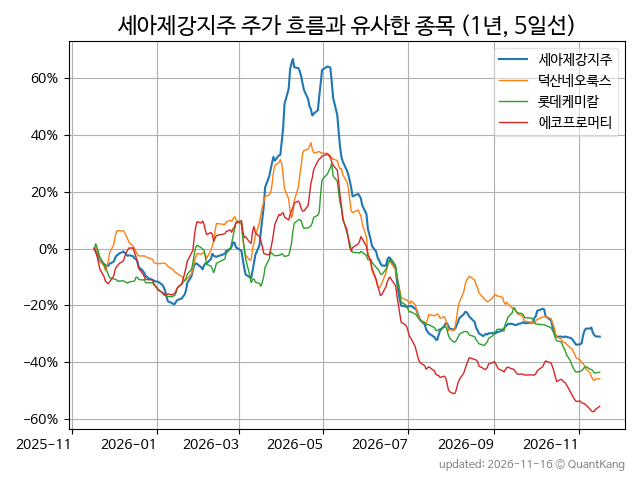 세아제강지주 주가 흐름과 유사한 종목 (1년, 5일선)
세아제강지주
덕산네오룩스
롯데케미칼
에코프로머티
60%
40%
20%
0%
-20%
-40%
-60%
2025-11 2026-01 2026-03 2026-05 2026-07 2026-09 2026-11
updated: 2026-11-16 © QuantKang